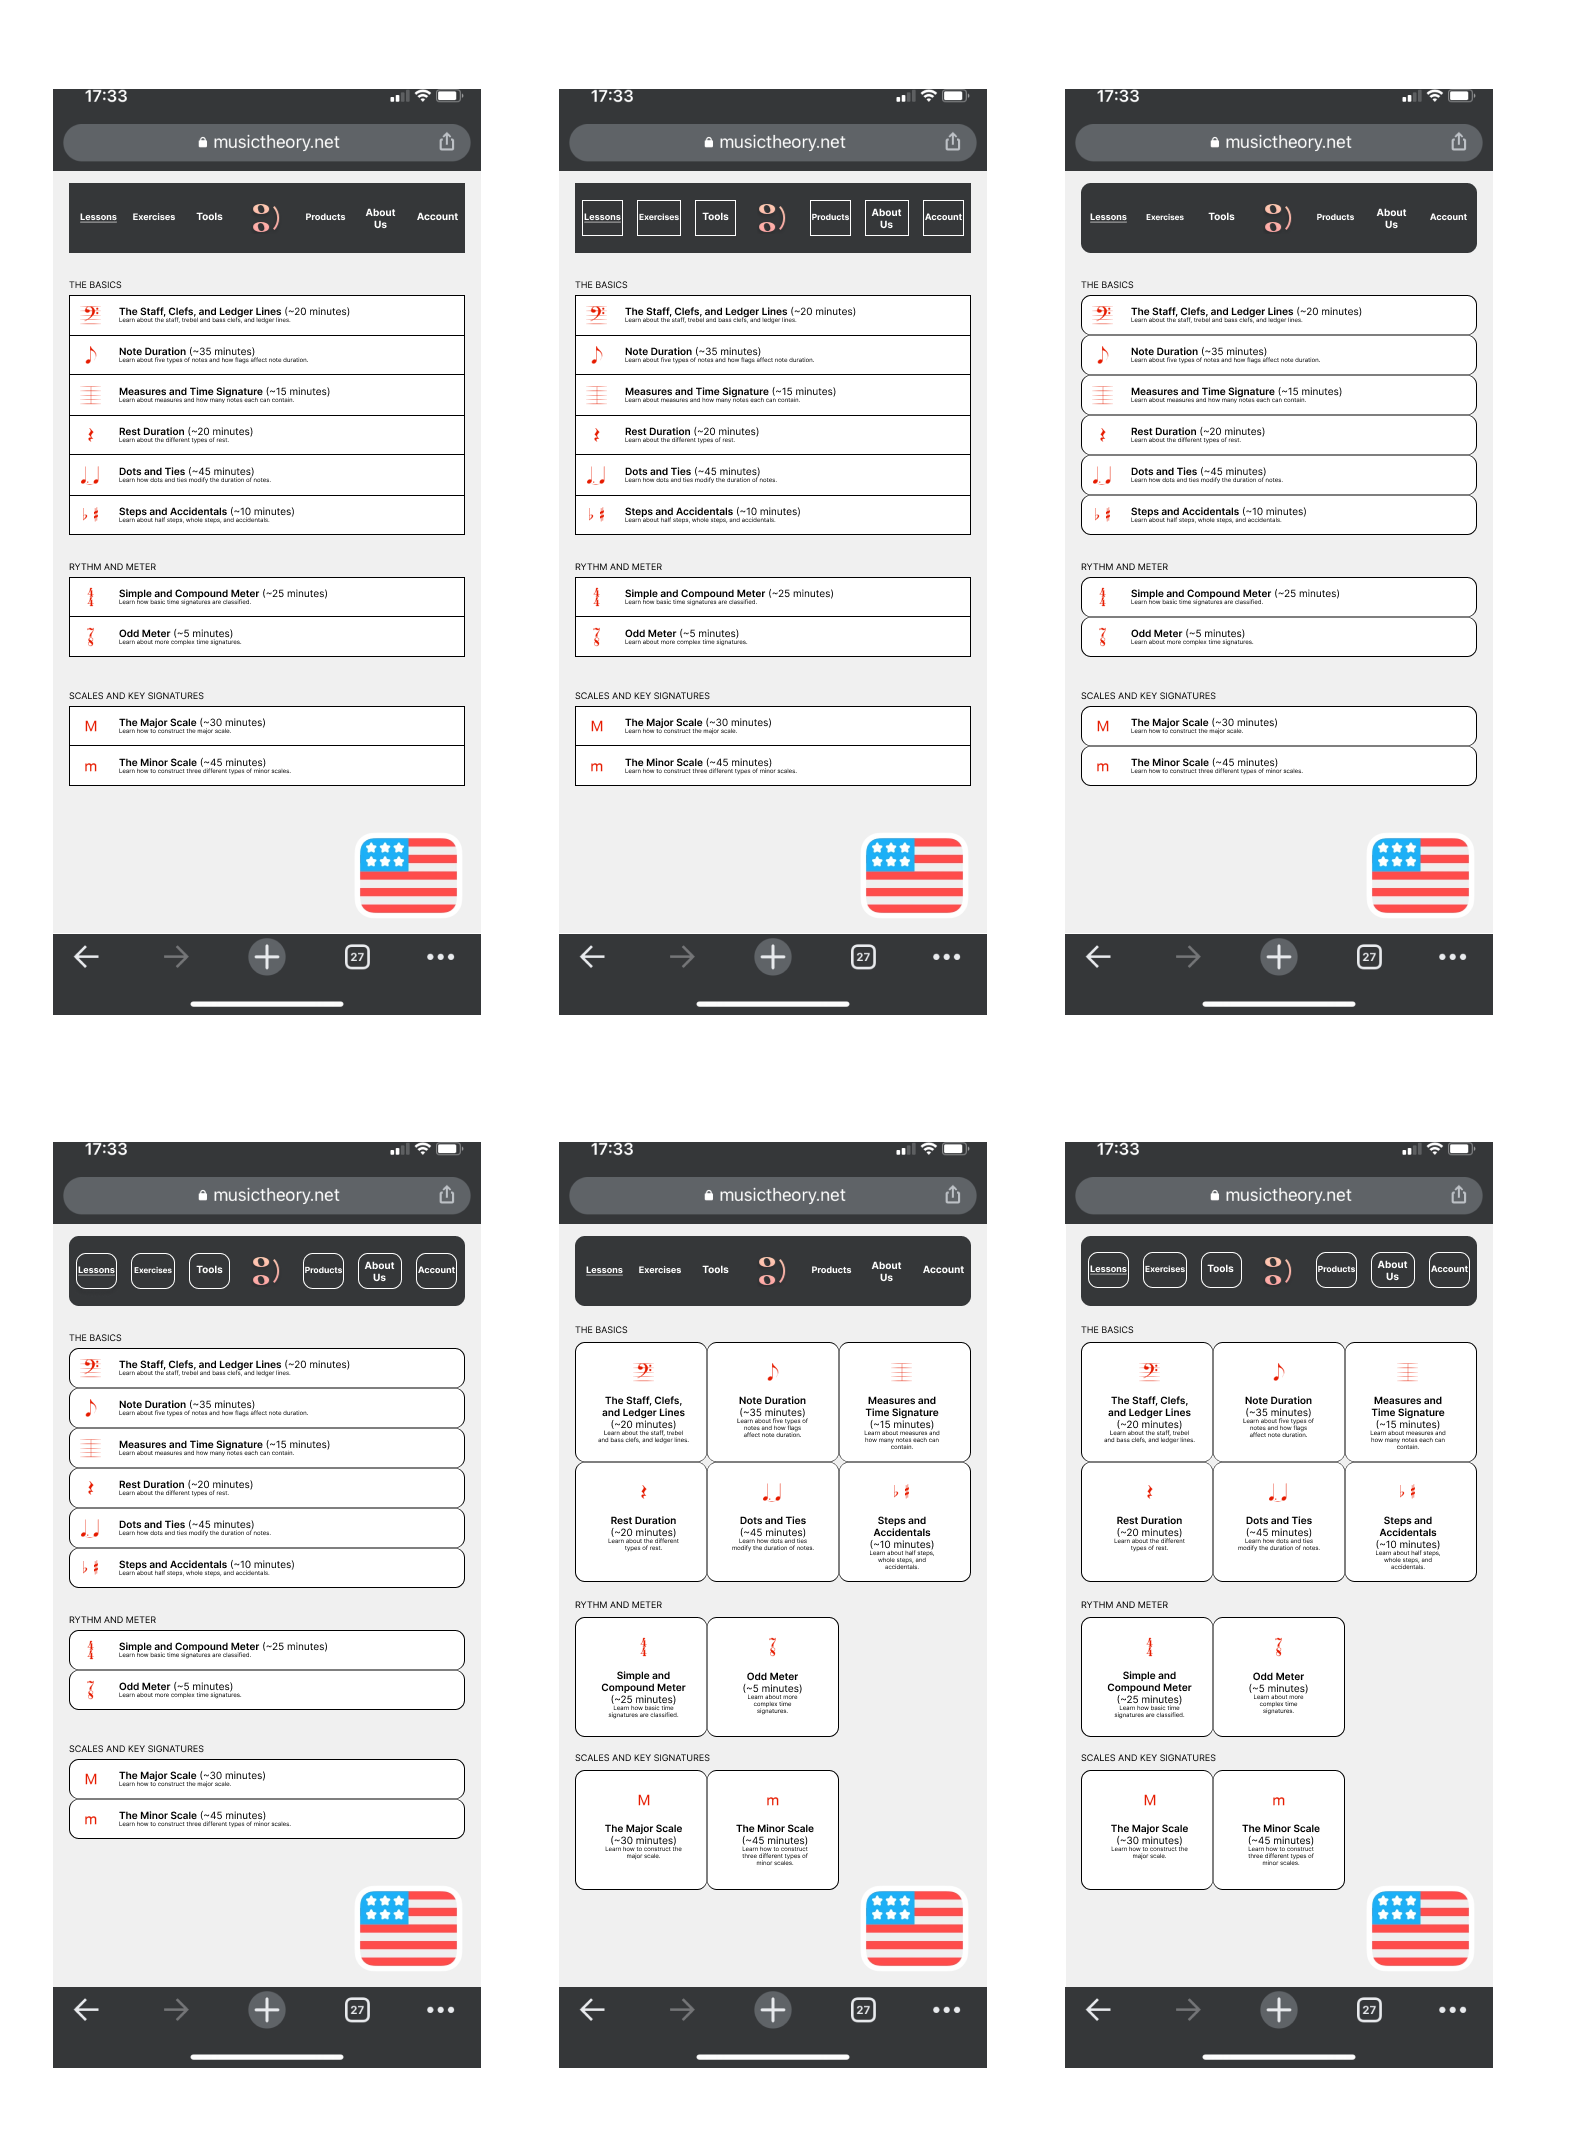 17:33
musictheory.net
Lessons Exercises Tools Products About Us Account
THE BASICS
The Staff, Clefs, and Ledger Lines (~20 minutes)
Learn about the staff, trebel and bass clefs, and ledger lines.
Note Duration (~35 minutes)
Learn about five types of notes and how flags affect note duration.
Measures and Time Signature (~15 minutes)
Learn about measures and how many notes each can contain.
Rest Duration (~20 minutes)
Learn about the different types of rest.
Dots and Ties (~45 minutes)
Learn how dots and ties modify the duration of notes.
Steps and Accidentals (~10 minutes)
Learn about half steps, whole steps, and accidentals.
RYTHM AND METER
4
4
Simple and Compound Meter (~25 minutes)
Learn how basic time signatures are classified.
7
8
Odd Meter (~5 minutes)
Learn about more complex time signatures.
SCALES AND KEY SIGNATURES
M
The Major Scale (~30 minutes)
Learn how to construct the major scale.
m
The Minor Scale (~45 minutes)
Learn how to construct three different types of minor scales.
27
17:33
musictheory.net
Lessons Exercises Tools Products About Us Account
THE BASICS
The Staff, Clefs, and Ledger Lines (~20 minutes)
Learn about the staff, trebel and bass clefs, and ledger lines.
Note Duration (~35 minutes)
Learn about five types of notes and how flags affect note duration.
Measures and Time Signature (~15 minutes)
Learn about measures and how many notes each can contain.
Rest Duration (~20 minutes)
Learn about the different types of rest.
Dots and Ties (~45 minutes)
Learn how dots and ties modify the duration of notes.
Steps and Accidentals (~10 minutes)
Learn about half steps, whole steps, and accidentals.
RYTHM AND METER
4
4
Simple and Compound Meter (~25 minutes)
Learn how basic time signatures are classified.
7
8
Odd Meter (~5 minutes)
Learn about more complex time signatures.
SCALES AND KEY SIGNATURES
M
The Major Scale (~30 minutes)
Learn how to construct the major scale.
m
The Minor Scale (~45 minutes)
Learn how to construct three different types of minor scales.
27
17:33
musictheory.net
Lessons Exercises Tools Products About Us Account
THE BASICS
The Staff, Clefs, and Ledger Lines (~20 minutes)
Learn about the staff, trebel and bass clefs, and ledger lines.
Note Duration (~35 minutes)
Learn about five types of notes and how flags affect note duration.
Measures and Time Signature (~15 minutes)
Learn about measures and how many notes each can contain.
Rest Duration (~20 minutes)
Learn about the different types of rest.
Dots and Ties (~45 minutes)
Learn how dots and ties modify the duration of notes.
Steps and Accidentals (~10 minutes)
Learn about half steps, whole steps, and accidentals.
RYTHM AND METER
4
4
Simple and Compound Meter (~25 minutes)
Learn how basic time signatures are classified.
7
8
Odd Meter (~5 minutes)
Learn about more complex time signatures.
SCALES AND KEY SIGNATURES
M
The Major Scale (~30 minutes)
Learn how to construct the major scale.
m
The Minor Scale (~45 minutes)
Learn how to construct three different types of minor scales.
27
17:33
musictheory.net
Lessons Exercises Tools Products About Us Account
THE BASICS
The Staff, Clefs, and Ledger Lines (~20 minutes)
Learn about the staff, trebel and bass clefs, and ledger lines.
Note Duration (~35 minutes)
Learn about five types of notes and how flags affect note duration.
Measures and Time Signature (~15 minutes)
Learn about measures and how many notes each can contain.
Rest Duration (~20 minutes)
Learn about the different types of rest.
Dots and Ties (~45 minutes)
Learn how dots and ties modify the duration of notes.
Steps and Accidentals (~10 minutes)
Learn about half steps, whole steps, and accidentals.
RYTHM AND METER
4
4
Simple and Compound Meter (~25 minutes)
Learn how basic time signatures are classified.
7
8
Odd Meter (~5 minutes)
Learn about more complex time signatures.
SCALES AND KEY SIGNATURES
M
The Major Scale (~30 minutes)
Learn how to construct the major scale.
m
The Minor Scale (~45 minutes)
Learn how to construct three different types of minor scales.
27
17:33
musictheory.net
Lessons Exercises Tools Products About Us Account
THE BASICS
The Staff, Clefs,
and Ledger Lines
(~20 minutes)
Learn about the staff, trebel
and bass clefs, and ledger lines.
Note Duration
(~35 minutes)
Learn about five types of
notes and how flags
affect note duration.
Measures and
Time Signature
(~15 minutes)
Learn about measures and
how many notes each can
contain.
Rest Duration
(~20 minutes)
Learn about the different
types of rest.
Dots and Ties
(~45 minutes)
Learn how dots and ties
modify the duration of notes.
Steps and
Accidentals
(~10 minutes)
Learn about half steps,
whole steps, and
accidentals.
RYTHM AND METER
4
4
Simple and
Compound Meter
(~25 minutes)
Learn how basic time
signatures are classified.
7
8
Odd Meter
(~5 minutes)
Learn about more
complex time
signatures.
SCALES AND KEY SIGNATURES
M
The Major Scale
(~30 minutes)
Learn how to construct the
major scale.
m
The Minor Scale
(~45 minutes)
Learn how to construct
three different types of
minor scales.
27
17:33
musictheory.net
Lessons Exercises Tools Products About Us Account
THE BASICS
The Staff, Clefs,
and Ledger Lines
(~20 minutes)
Learn about the staff, trebel
and bass clefs, and ledger lines.
Note Duration
(~35 minutes)
Learn about five types of
notes and how flags
affect note duration.
Measures and
Time Signature
(~15 minutes)
Learn about measures and
how many notes each can
contain.
Rest Duration
(~20 minutes)
Learn about the different
types of rest.
Dots and Ties
(~45 minutes)
Learn how dots and ties
modify the duration of notes.
Steps and
Accidentals
(~10 minutes)
Learn about half steps,
whole steps, and
accidentals.
RYTHM AND METER
4
4
Simple and
Compound Meter
(~25 minutes)
Learn how basic time
signatures are classified.
7
8
Odd Meter
(~5 minutes)
Learn about more
complex time
signatures.
SCALES AND KEY SIGNATURES
M
The Major Scale
(~30 minutes)
Learn how to construct the
major scale.
m
The Minor Scale
(~45 minutes)
Learn how to construct
three different types of
minor scales.
27